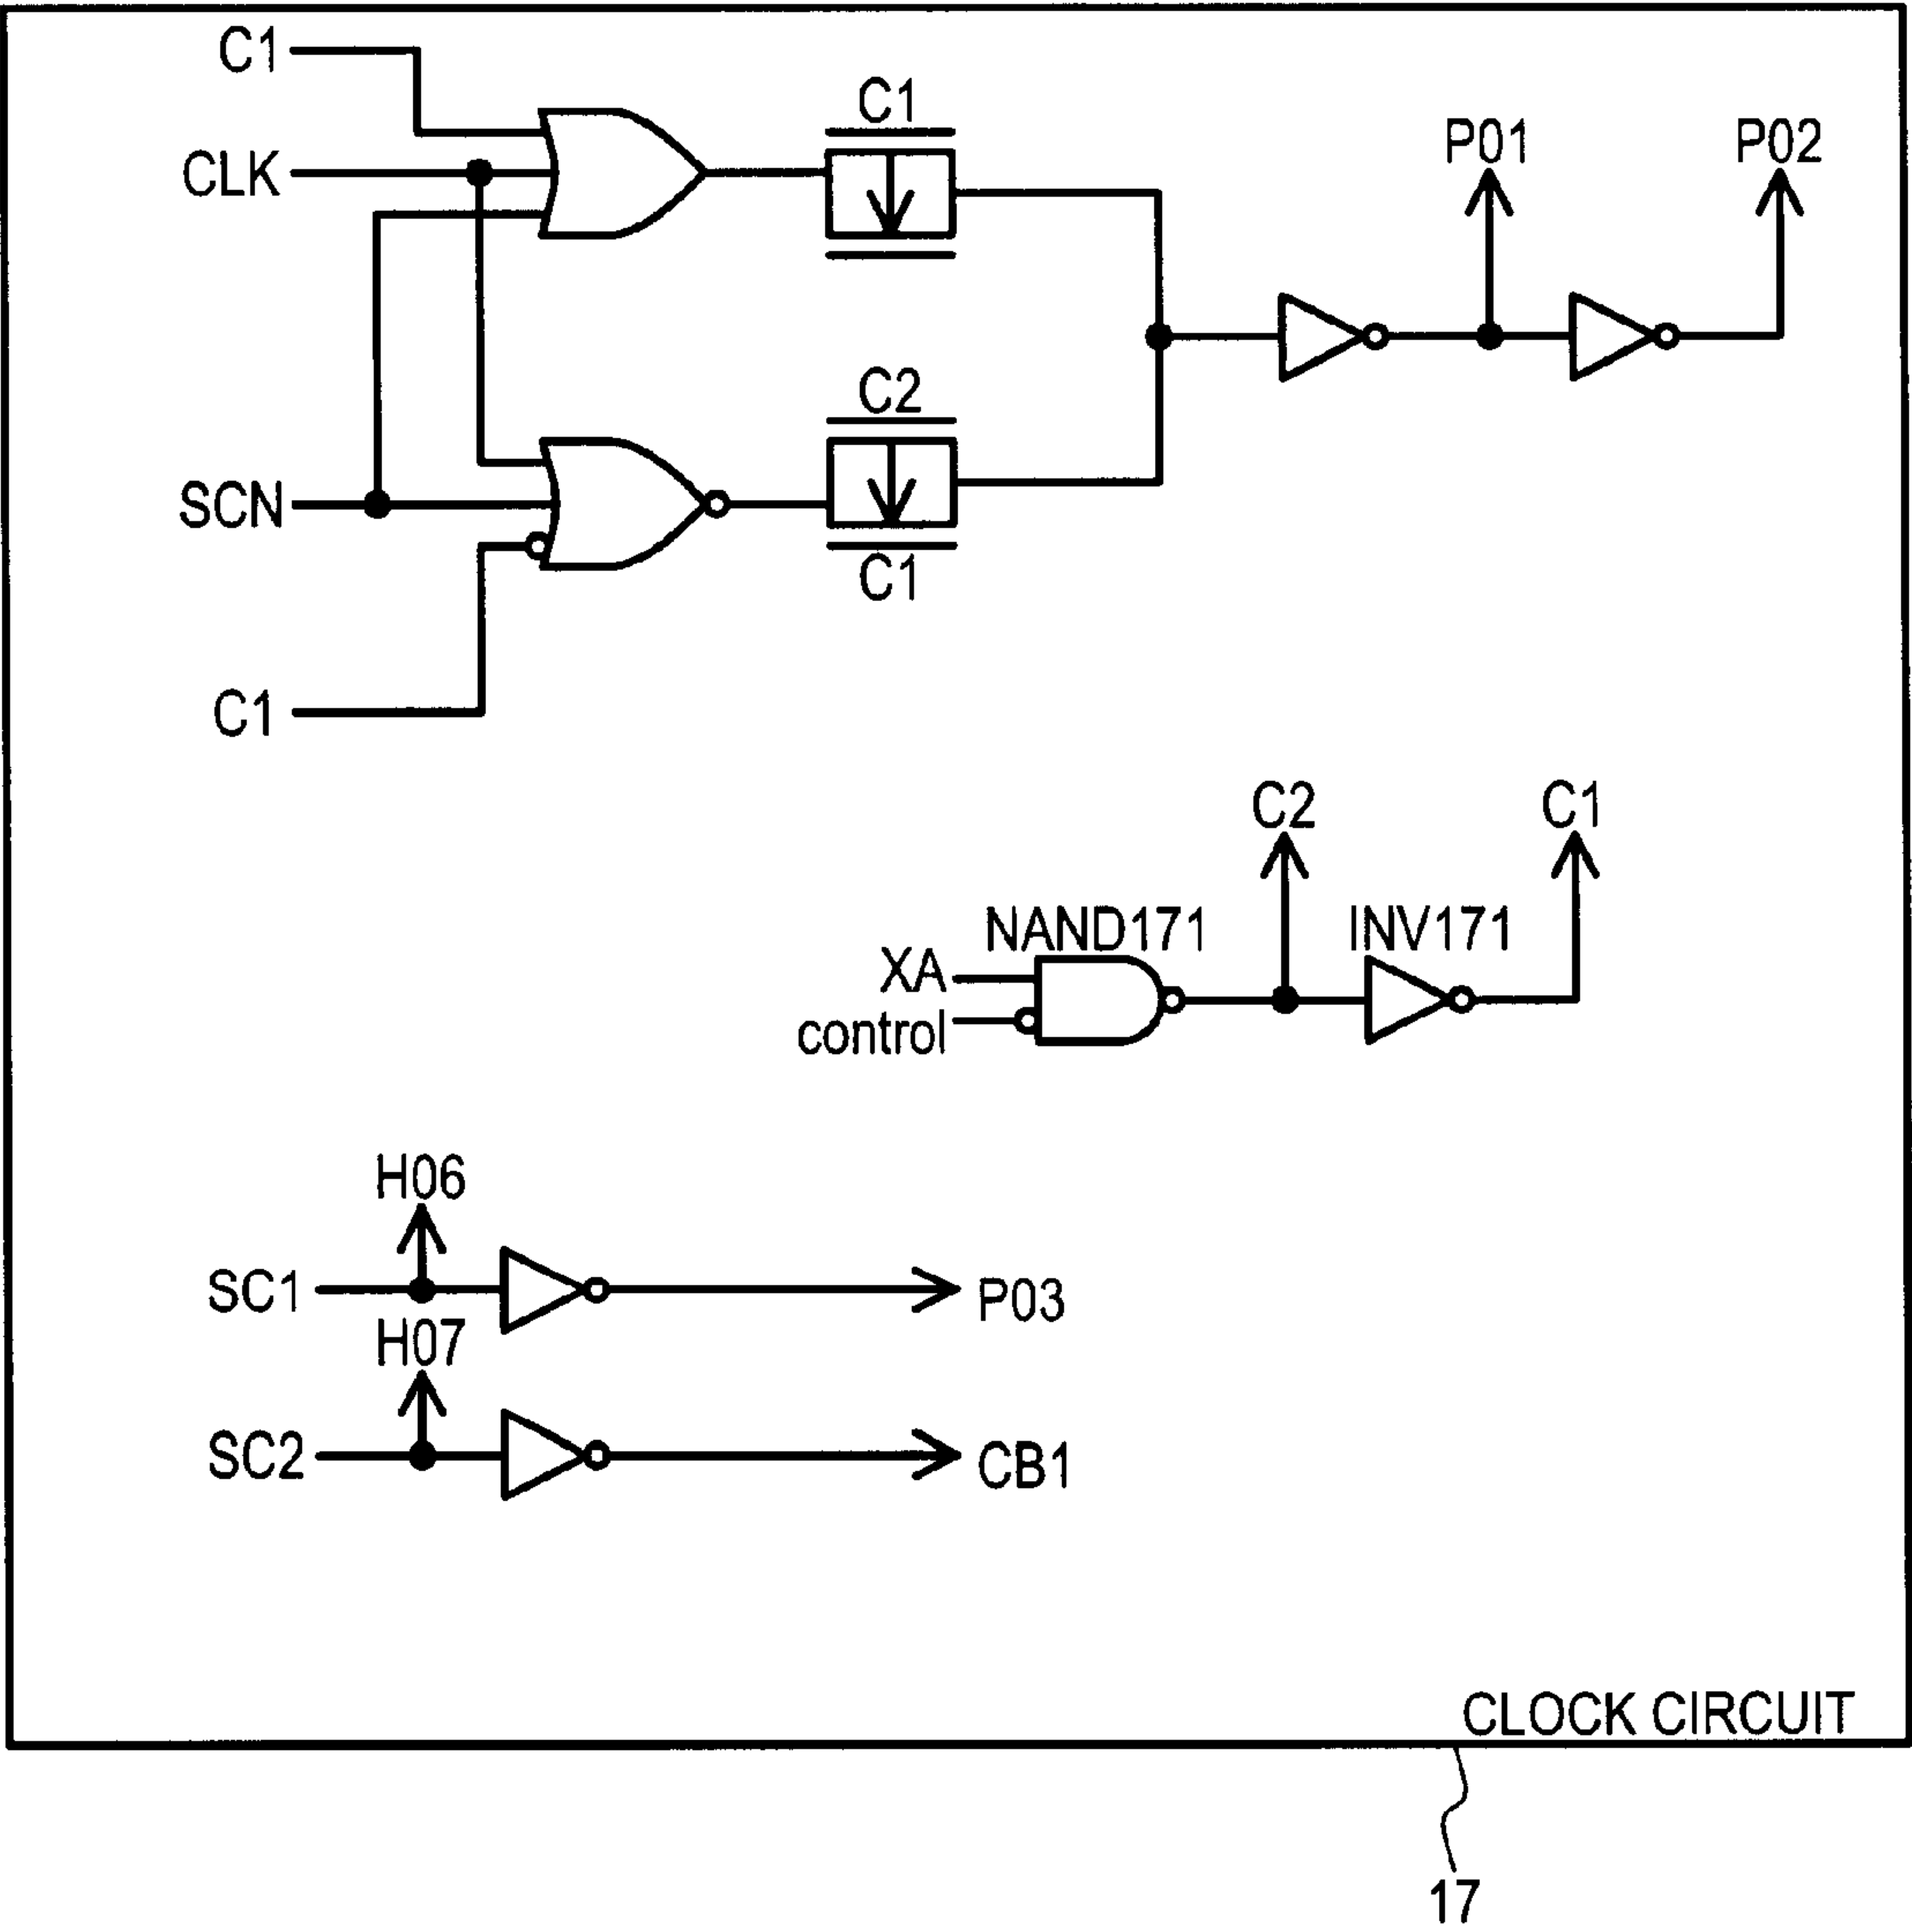 C1
C1
CLK
P01
P02
C2
SCN
C1
C1
C2
C1
NAND171
INV171
XA
control
H06
SC1
P03
H07
SC2
CB1
CLOCK CIRCUIT
17